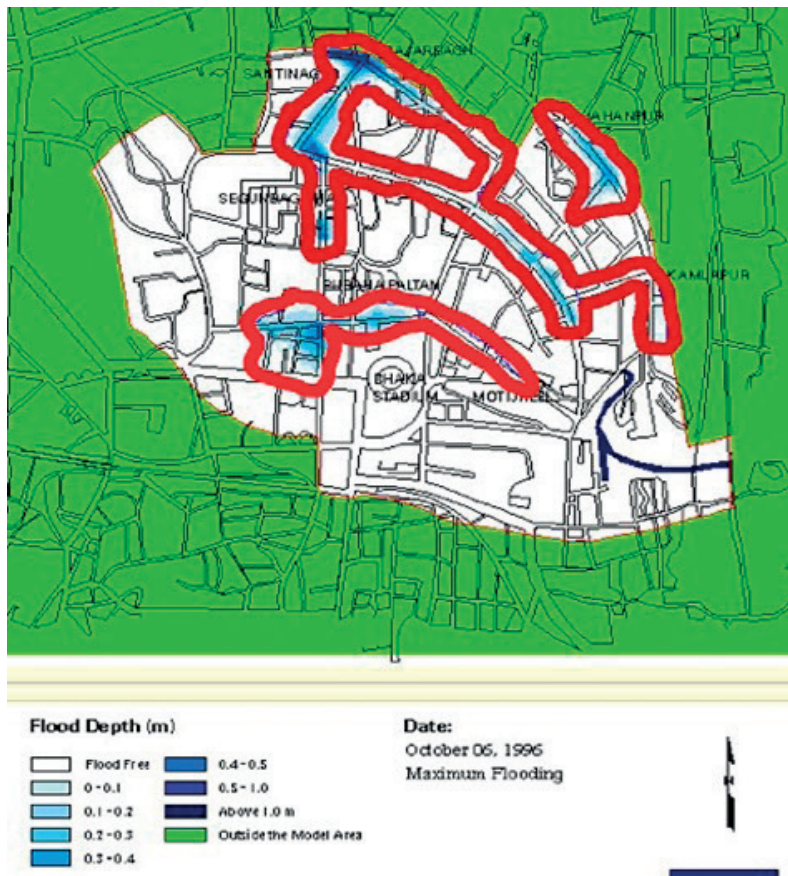 SANTINAG
SEGUNBAG
PURANA PALTAN
KAMLAPUR
DHAKA
STADIUM
MOTIJHEEL
Flood Depth (m)
Flood Free
0-0.1
0.1-0.2
0.2-0.3
0.3-0.4
0.4-0.5
0.5-1.0
Above 1.0 m
Outside the Model Area
Date:
October 06, 1996
Maximum Flooding
N